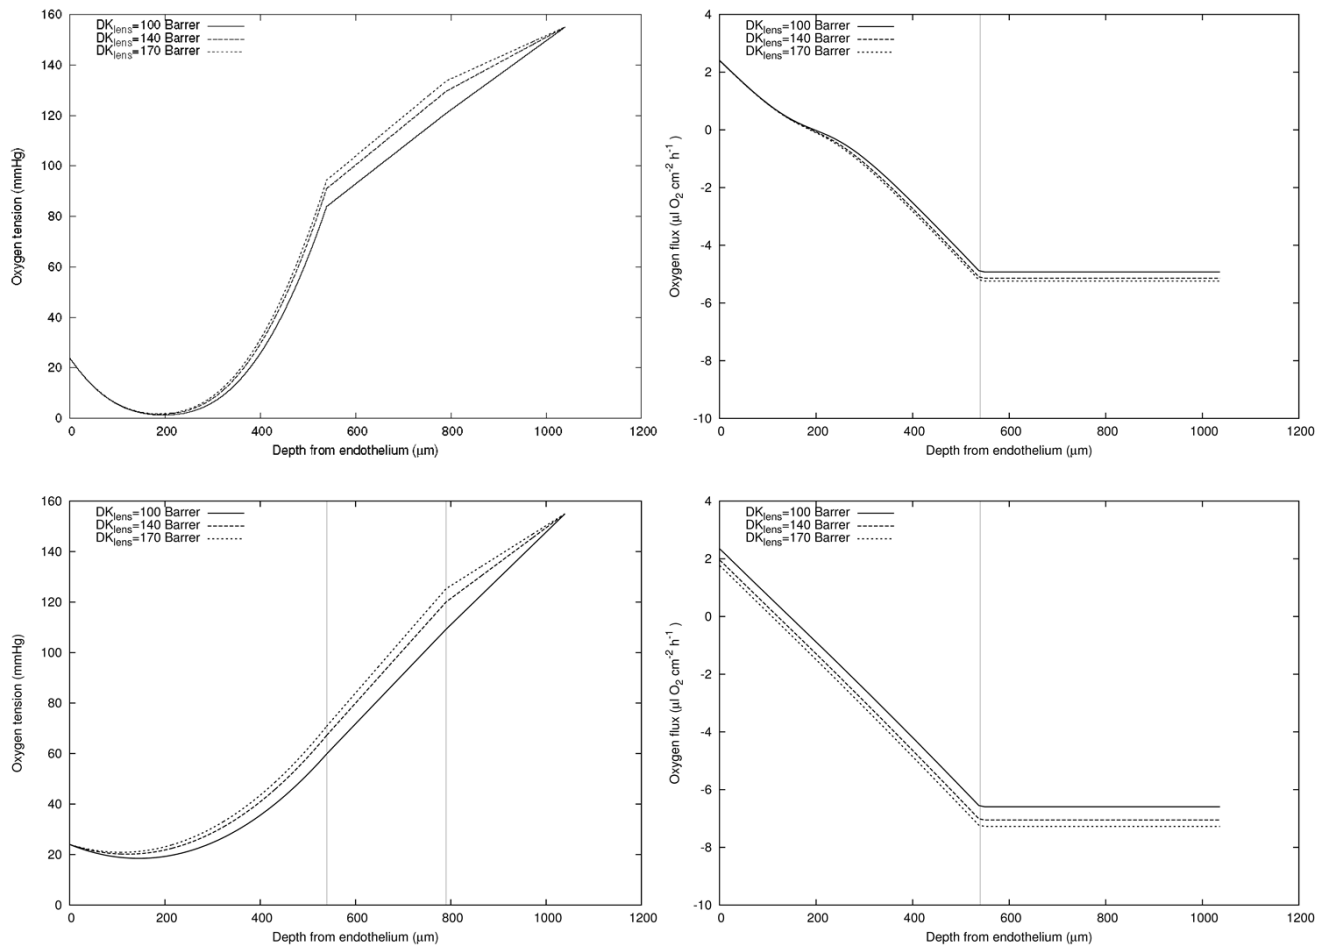 160
140
120
100
80
60
40
20
0
0 200 400 600 800 1000 1200
Oxygen tension (mmHg)
Depth from endothelium (μm)
DKlens=100 Barrer
DKlens=140 Barrer
DKlens=170 Barrer
4
2
0
-2
-4
-6
-8
-10
0 200 400 600 800 1000 1200
Oxygen flux (μl O2 cm-2 h-1 )
Depth from endothelium (μm)
DKlens=100 Barrer
DKlens=140 Barrer
DKlens=170 Barrer
160
140
120
100
80
60
40
20
0
0 200 400 600 800 1000 1200
Oxygen tension (mmHg)
Depth from endothelium (μm)
DKlens=100 Barrer
DKlens=140 Barrer
DKlens=170 Barrer
4
2
0
-2
-4
-6
-8
-10
0 200 400 600 800 1000 1200
Oxygen flux (μl O2 cm-2 h-1 )
Depth from endothelium (μm)
DKlens=100 Barrer
DKlens=140 Barrer
DKlens=170 Barrer